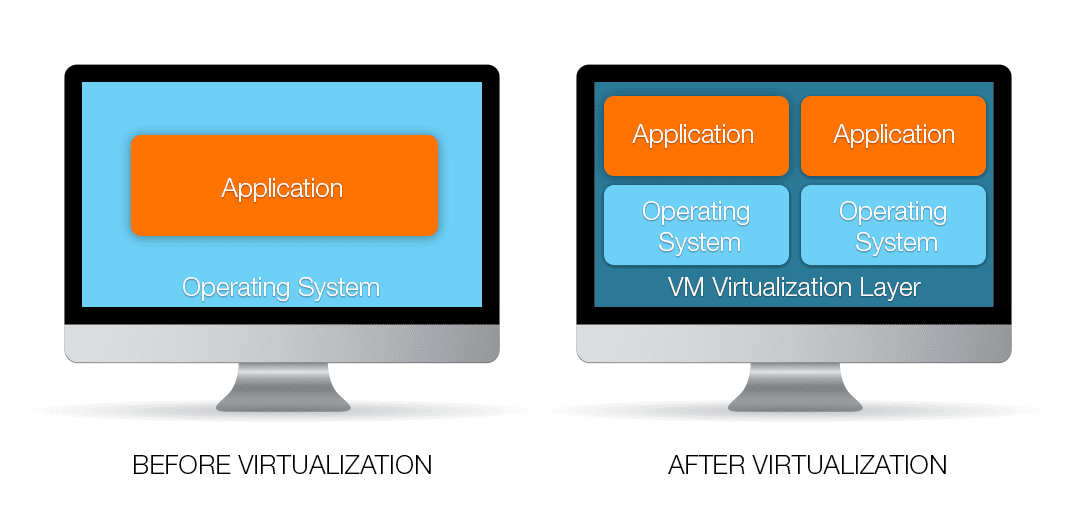 Application
Operating System
BEFORE VIRTUALIZATION
Application
Application
Operating
System
Operating
System
VM Virtualization Layer
AFTER VIRTUALIZATION